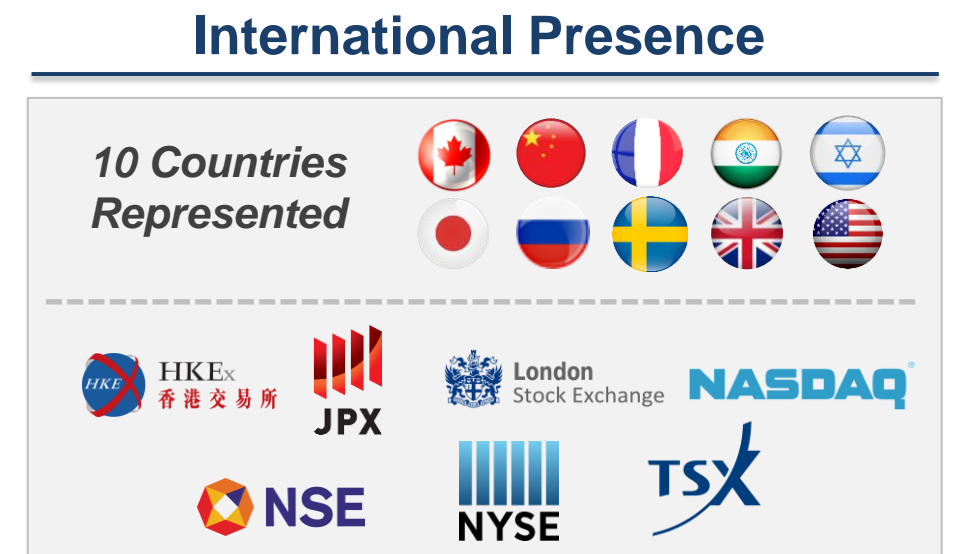 International Presence
10 Countries
Represented
HKEx
HKEx
香港交易所
JPX
London
Stock Exchange
NASDAQ®
NSE
NYSE
TSX